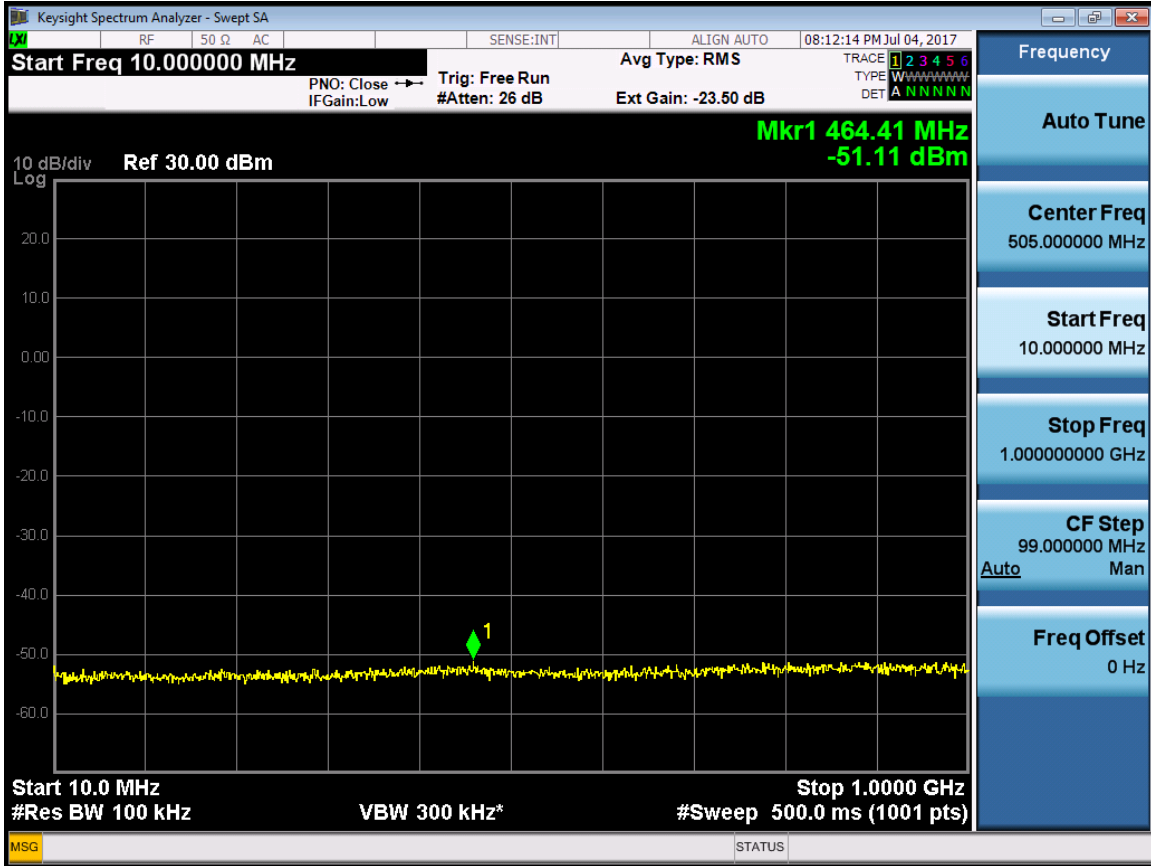 Keysight Spectrum Analyzer - Swept SA
LXI RF 50 Ω AC SENSE:INT ALIGN AUTO 08:12:14 PM Jul 04, 2017
Start Freq 10.000000 MHz
PNO: Close
IFGain:Low
Trig: Free Run
#Atten: 26 dB
Avg Type: RMS
Ext Gain: -23.50 dB
TRACE 1 2 3 4 5 6
TYPE WWWWWW
DET A N N N N N
Mkr1 464.41 MHz
-51.11 dBm
10 dB/div Ref 30.00 dBm
Log
20.0
10.0
0.00
-10.0
-20.0
-30.0
-40.0
-50.0
-60.0
1
Start 10.0 MHz Stop 1.0000 GHz
#Res BW 100 kHz VBW 300 kHz* #Sweep 500.0 ms (1001 pts)
MSG STATUS
Frequency
Auto Tune
Center Freq
505.000000 MHz
Start Freq
10.000000 MHz
Stop Freq
1.000000000 GHz
CF Step
99.000000 MHz
Auto Man
Freq Offset
0 Hz